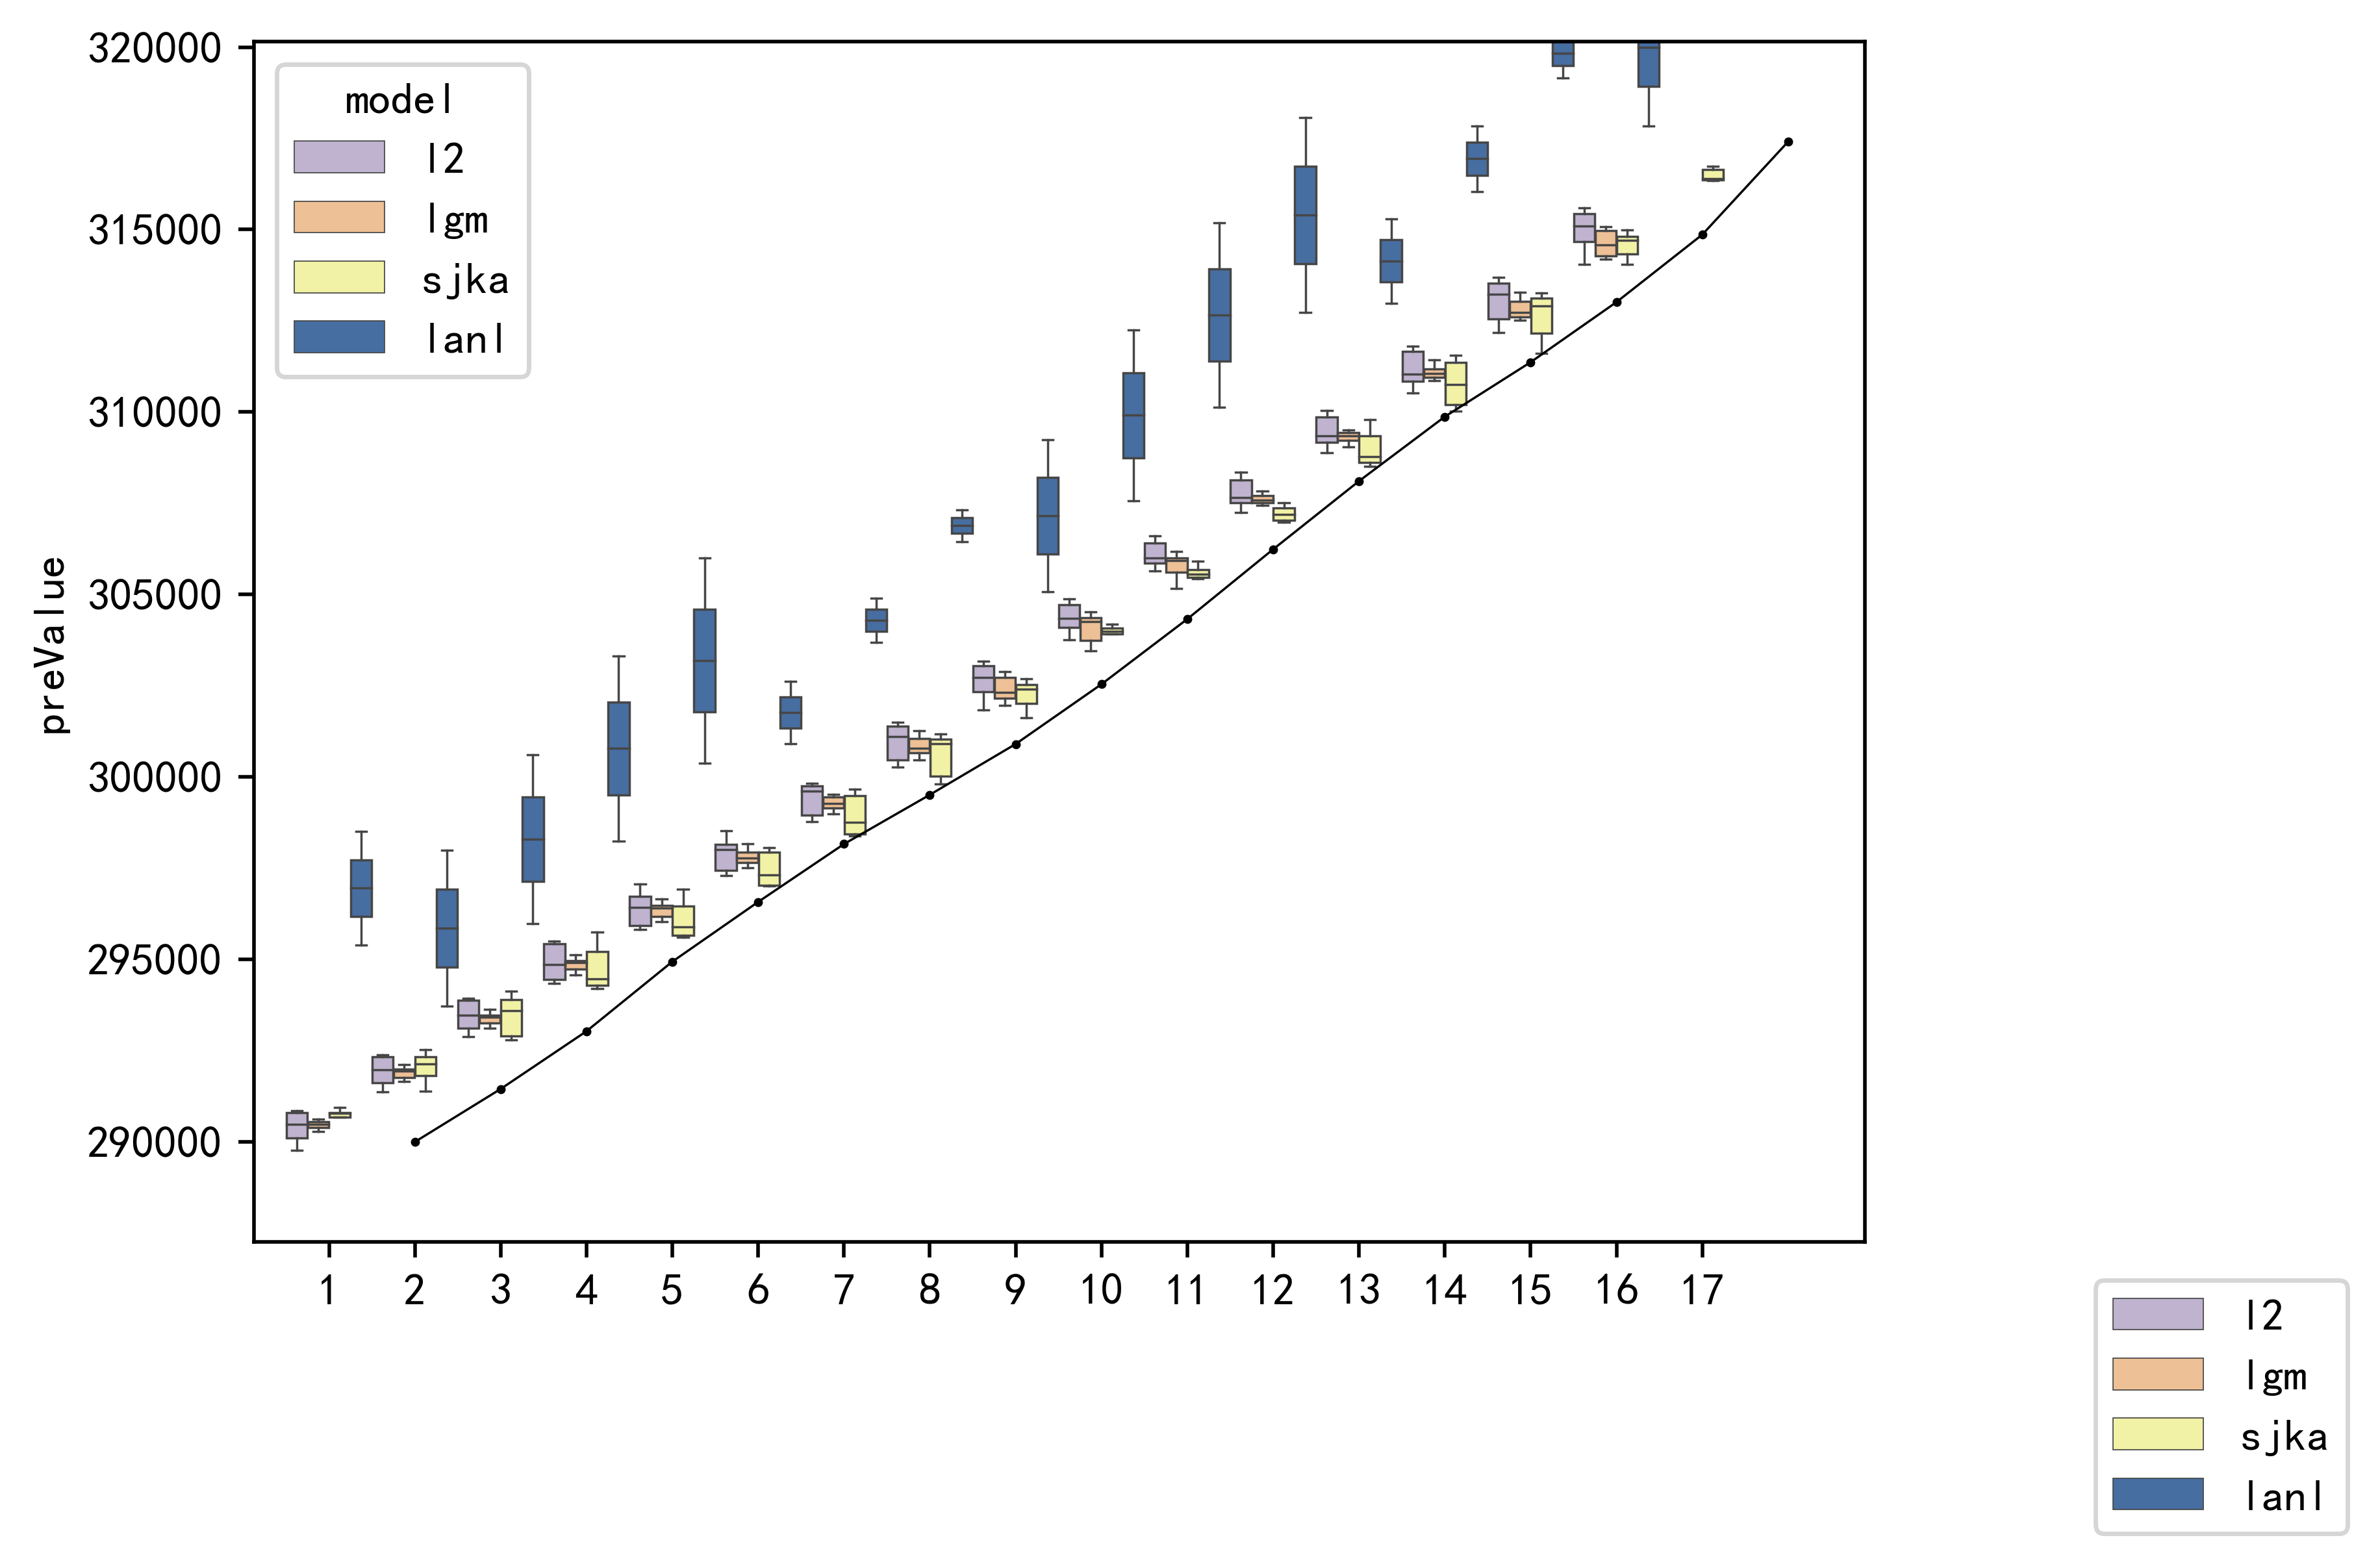 320000
315000
310000
305000
300000
295000
290000
preValue
model
l2
lgm
sjka
lanl
1 2 3 4 5 6 7 8 9 10 11 12 13 14 15 16 17
l2
lgm
sjka
lanl